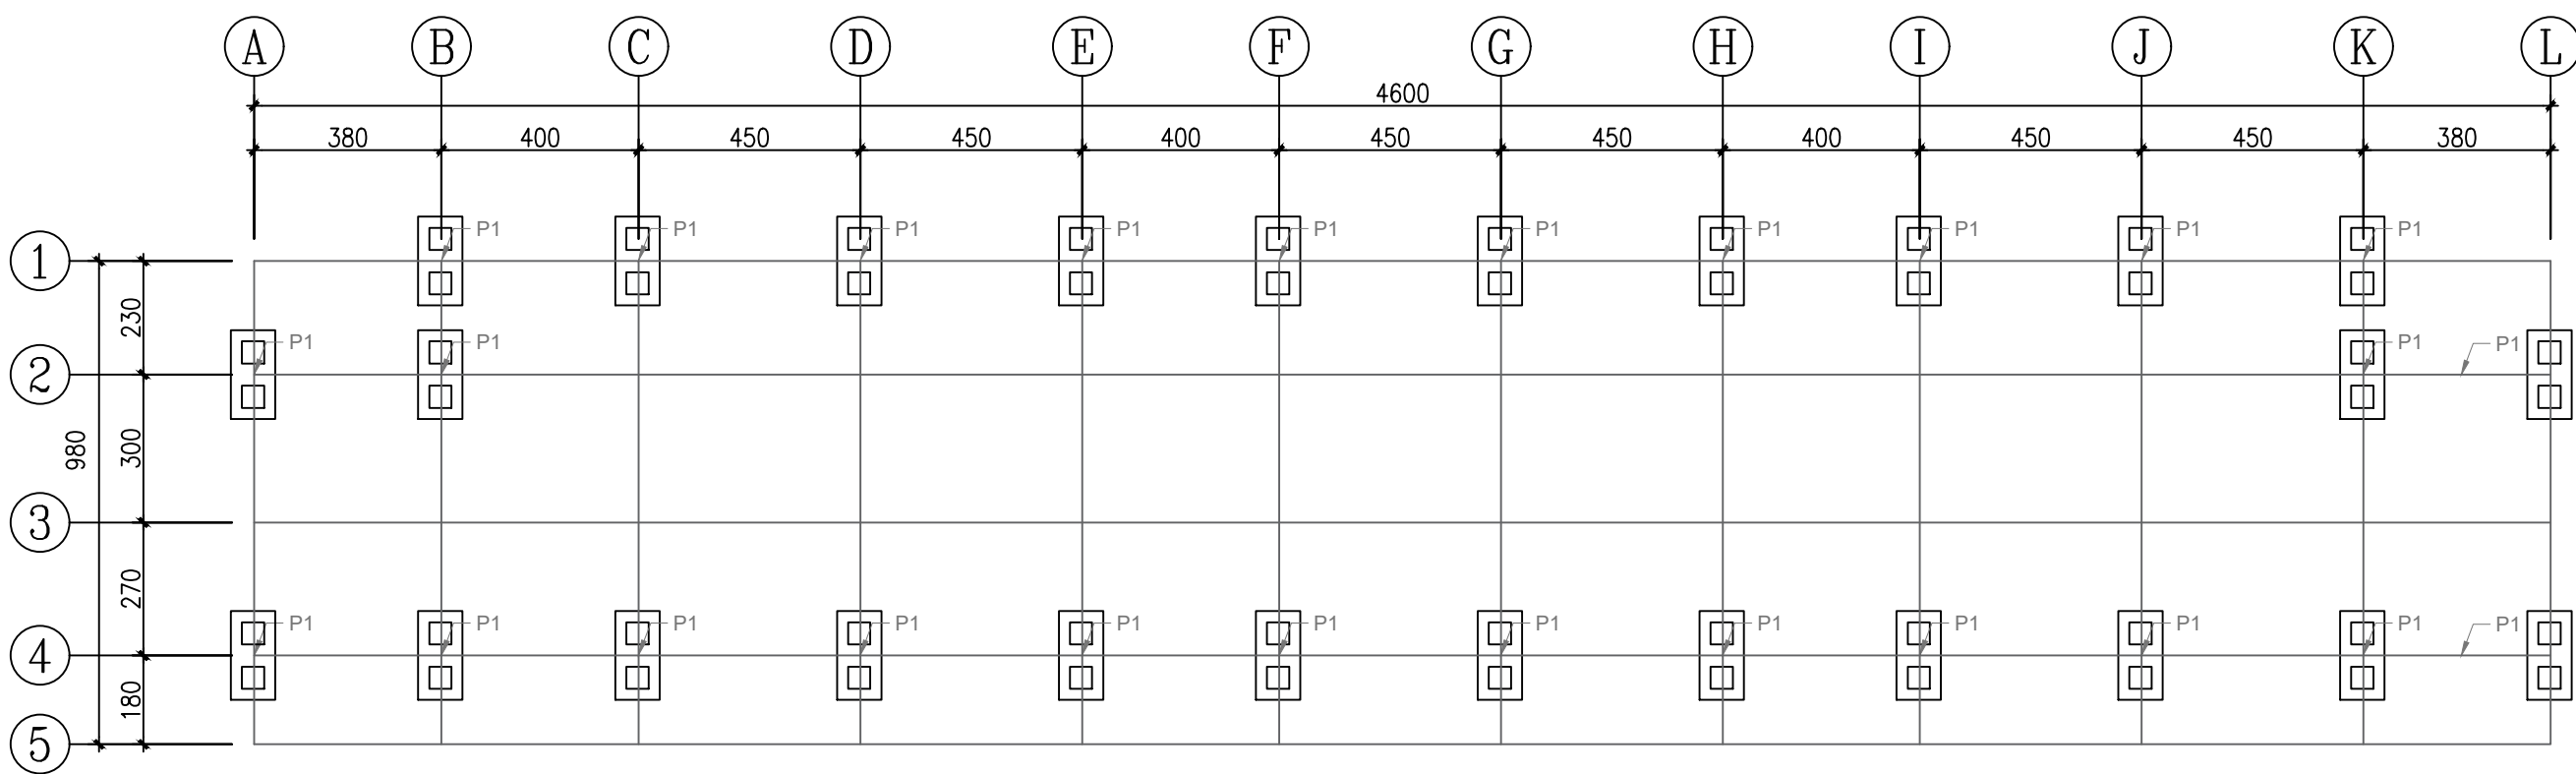 A B C D E F G H I J K L
4600
380 400 450 450 400 450 450 400 450 450 380
P1 P1 P1 P1 P1 P1 P1 P1 P1 P1
1
230
P1 P1 P1 P1
2
980
300
3
270
P1 P1 P1 P1 P1 P1 P1 P1 P1 P1 P1 P1
4
180
5